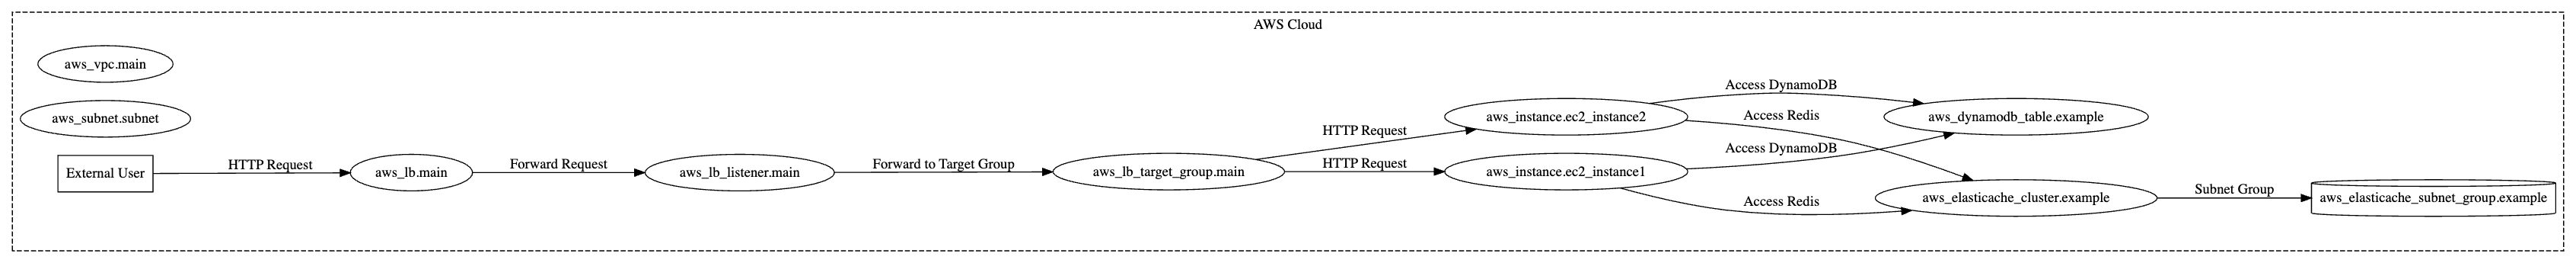 AWS Cloud
aws_vpc.main
aws_subnet.subnet
External User
HTTP Request
aws_lb.main
Forward Request
aws_lb_listener.main
Forward to Target Group
aws_lb_target_group.main
HTTP Request
HTTP Request
aws_instance.ec2_instance2
aws_instance.ec2_instance1
Access DynamoDB
Access Redis
Access DynamoDB
Access Redis
aws_dynamodb_table.example
aws_elasticache_cluster.example
Subnet Group
aws_elasticache_subnet_group.example